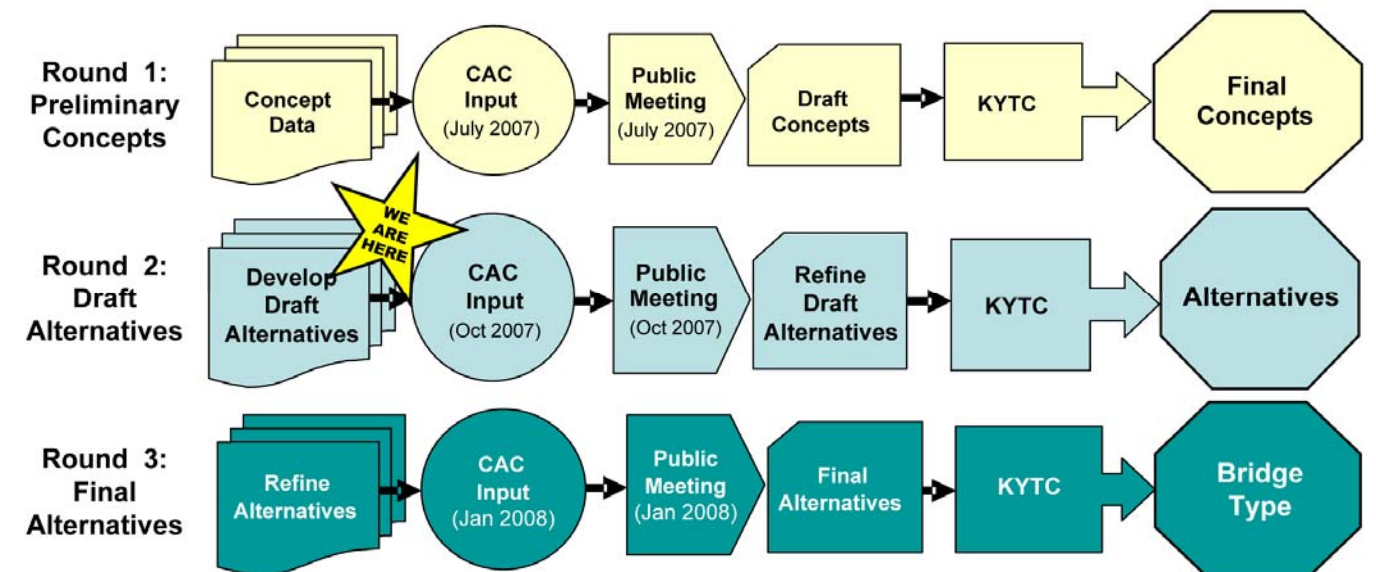 Round 1:
Preliminary
Concepts
Concept
Data
CAC
Input
(July 2007)
Public
Meeting
(July 2007)
Draft
Concepts
KYTC
Final
Concepts
WE
ARE
HERE
Round 2:
Draft
Alternatives
Develop
Draft
Alternatives
CAC
Input
(Oct 2007)
Public
Meeting
(Oct 2007)
Refine
Draft
Alternatives
KYTC
Alternatives
Round 3:
Final
Alternatives
Refine
Alternatives
CAC
Input
(Jan 2008)
Public
Meeting
(Jan 2008)
Final
Alternatives
KYTC
Bridge
Type